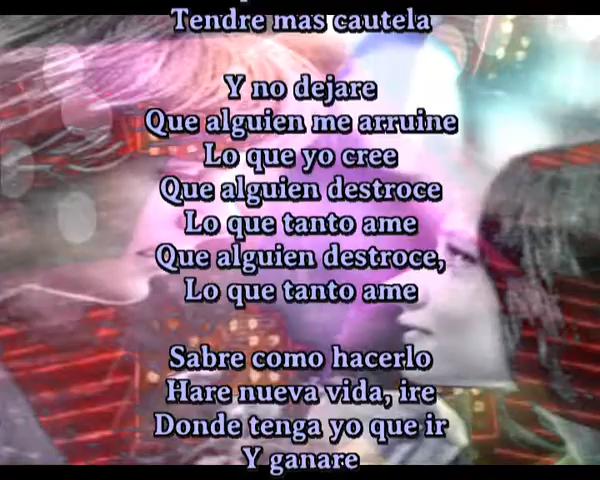 Tendre mas cautela
Y no dejare
Que alguien me arruine
Lo que yo cree
Que alguien destroce
Lo que tanto ame
Que alguien destroce,
Lo que tanto ame
Sabre como hacerlo
Hare nueva vida, ire
Donde tenga yo que ir
Y ganare